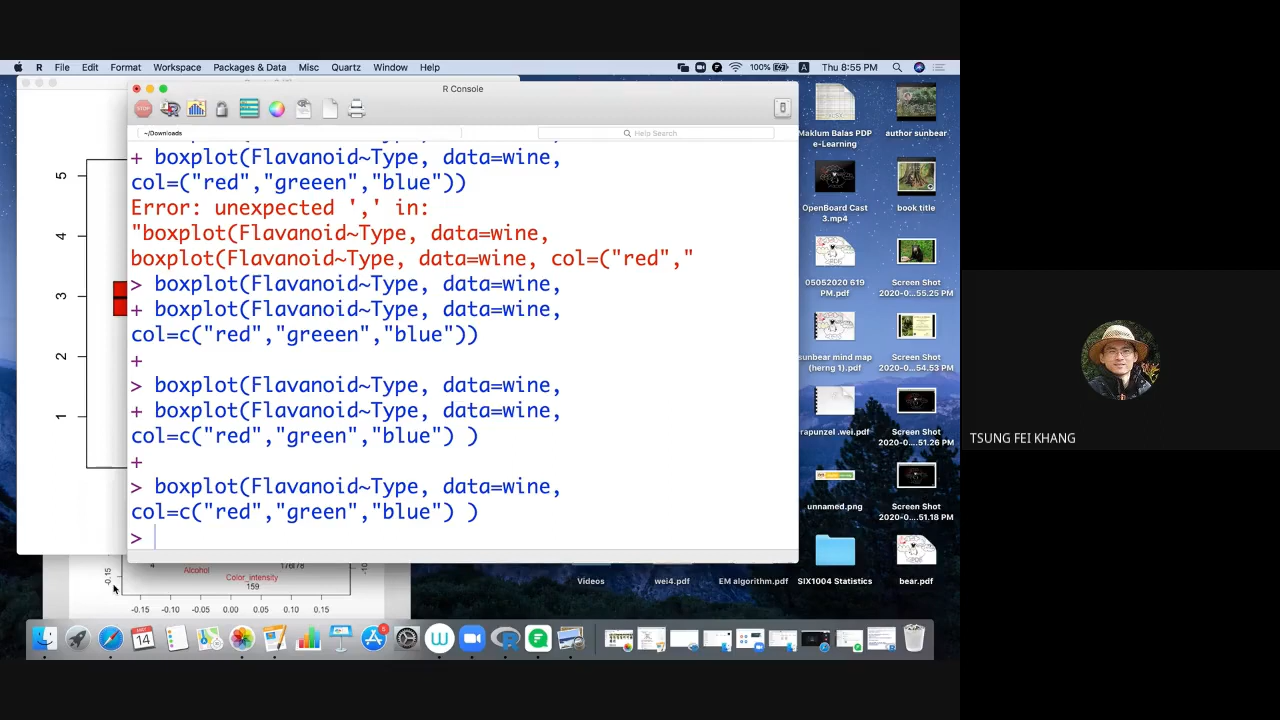 R File Edit Format Workspace Packages & Data Misc Quartz Window Help 100% Thu 8:55 PM
R Console
~/Downloads
Help Search
+ boxplot(Flavanoid~Type, data=wine,
col=("red","greeen","blue"))
Error: unexpected ',' in:
"boxplot(Flavanoid~Type, data=wine,
boxplot(Flavanoid~Type, data=wine, col=("red","
> boxplot(Flavanoid~Type, data=wine,
+ boxplot(Flavanoid~Type, data=wine,
col=c("red","greeen","blue"))
+
> boxplot(Flavanoid~Type, data=wine,
+ boxplot(Flavanoid~Type, data=wine,
col=c("red","green","blue") )
+
> boxplot(Flavanoid~Type, data=wine,
col=c("red","green","blue") )
>
5
4
3
2
1
Alcohol
Color_intensity
159
-0.15
-0.15 -0.10 -0.05 0.00 0.05 0.10 0.15
Maklum Balas PDP
e-Learning
author sunbear
OpenBoard Cast
3.mp4
book title
05052020 619
PM.pdf
Screen Shot
2020-0...55.25 PM
sunbear mind map
(herng 1).pdf
Screen Shot
2020-0...54.53 PM
rapunzel .wei.pdf
Screen Shot
2020-0...51.26 PM
unnamed.png
Screen Shot
2020-0...51.18 PM
Videos
wei4.pdf
EM algorithm.pdf
SIX1004 Statistics
bear.pdf
14
TSUNG FEI KHANG